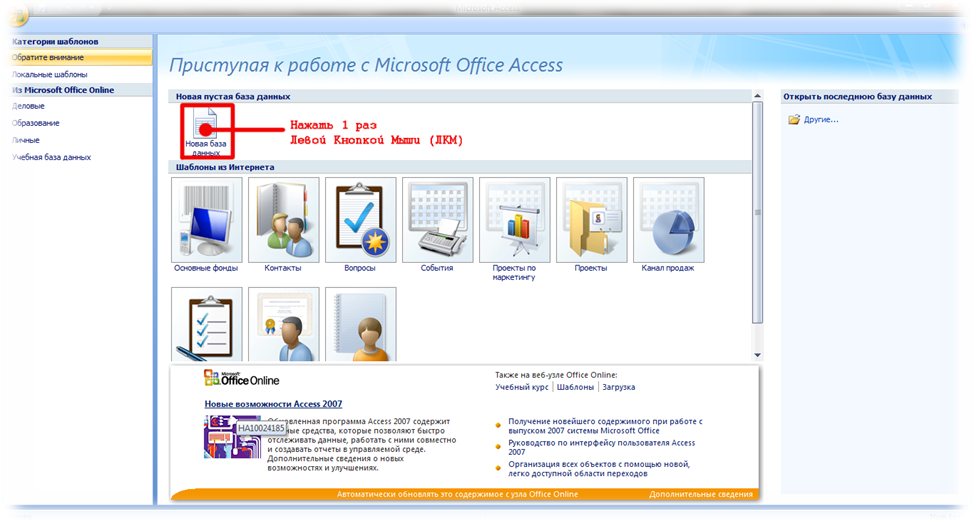 Microsoft Access
Категории шаблонов
Обратите внимание
Локальные шаблоны
Из Microsoft Office Online
Деловые
Образование
Личные
Учебная база данных
Приступая к работе с Microsoft Office Access
Новая пустая база данных
Новая база
данных
Нажать 1 раз
Левой Кнопкой Мыши (ЛКМ)
Шаблоны из Интернета
Основные фонды
Контакты
Вопросы
События
Проекты по
маркетингу
Проекты
Канал продаж
Открыть последнюю базу данных
Другие...
Microsoft
Office Online
Новые возможности Access 2007
HA10024185
Обновленная программа Access 2007 содержит
средства, которые позволяют быстро
отслеживать данные, работать с ними совместно
и создавать отчеты в управляемой среде.
Дополнительные сведения о новых
возможностях и улучшениях.
Также на веб-узле Office Online:
Учебный курс | Шаблоны | Загрузка
Получение новейшего содержимого при работе с
выпуском 2007 системы Microsoft Office
Руководство по интерфейсу пользователя Access
2007
Организация всех объектов с помощью новой,
легко доступной области переходов
Автоматически обновлять это содержимое с узла Office Online
Дополнительные сведения